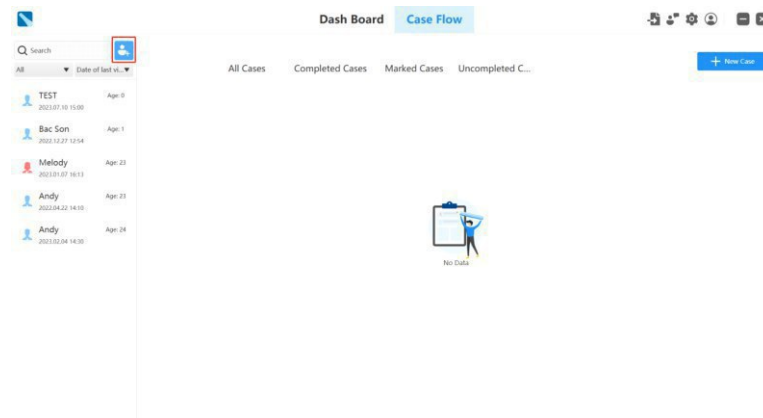 Dash Board Case Flow
Search
All Date of last vi...
All Cases Completed Cases Marked Cases Uncompleted C...
New Case
TEST Age: 0
2023.07.10 15:00
Bac Son Age: 1
2022.12.27 12:54
Melody Age: 23
2023.01.07 16:13
Andy Age: 23
2022.04.22 14:10
Andy Age: 24
2023.02.04 14:30
No Data